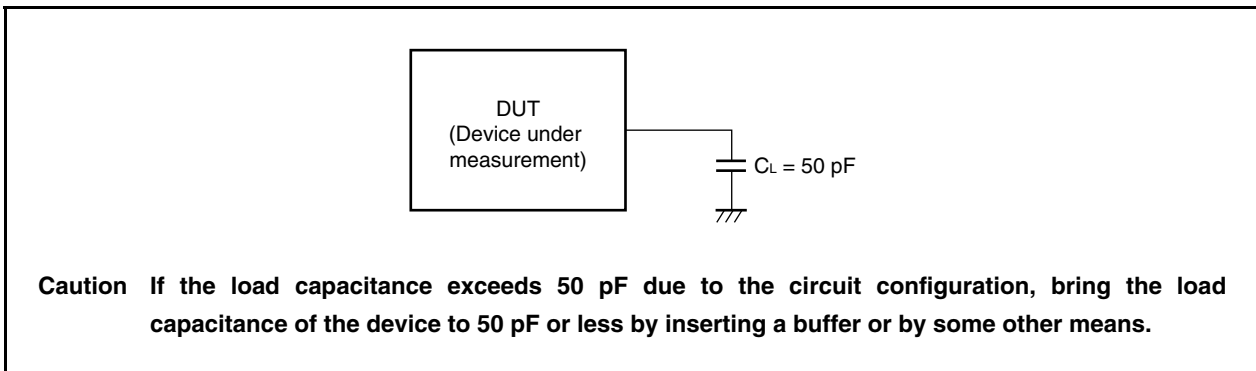 DUT
(Device under
measurement)
CL = 50 pF
Caution If the load capacitance exceeds 50 pF due to the circuit configuration, bring the load
capacitance of the device to 50 pF or less by inserting a buffer or by some other means.